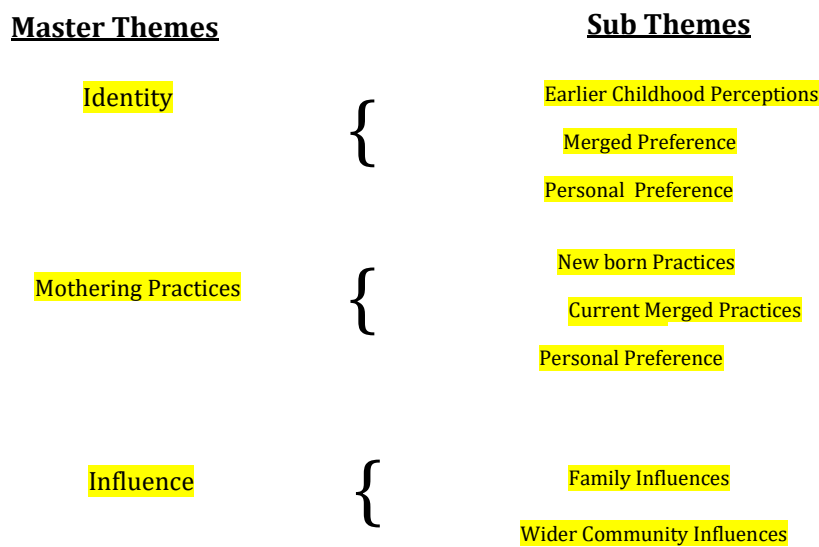 Master Themes
Sub Themes
Identity
{
Earlier Childhood Perceptions
Merged Preference
Personal Preference
Mothering Practices
{
New born Practices
Current Merged Practices
Personal Preference
Influence
{
Family Influences
Wider Community Influences